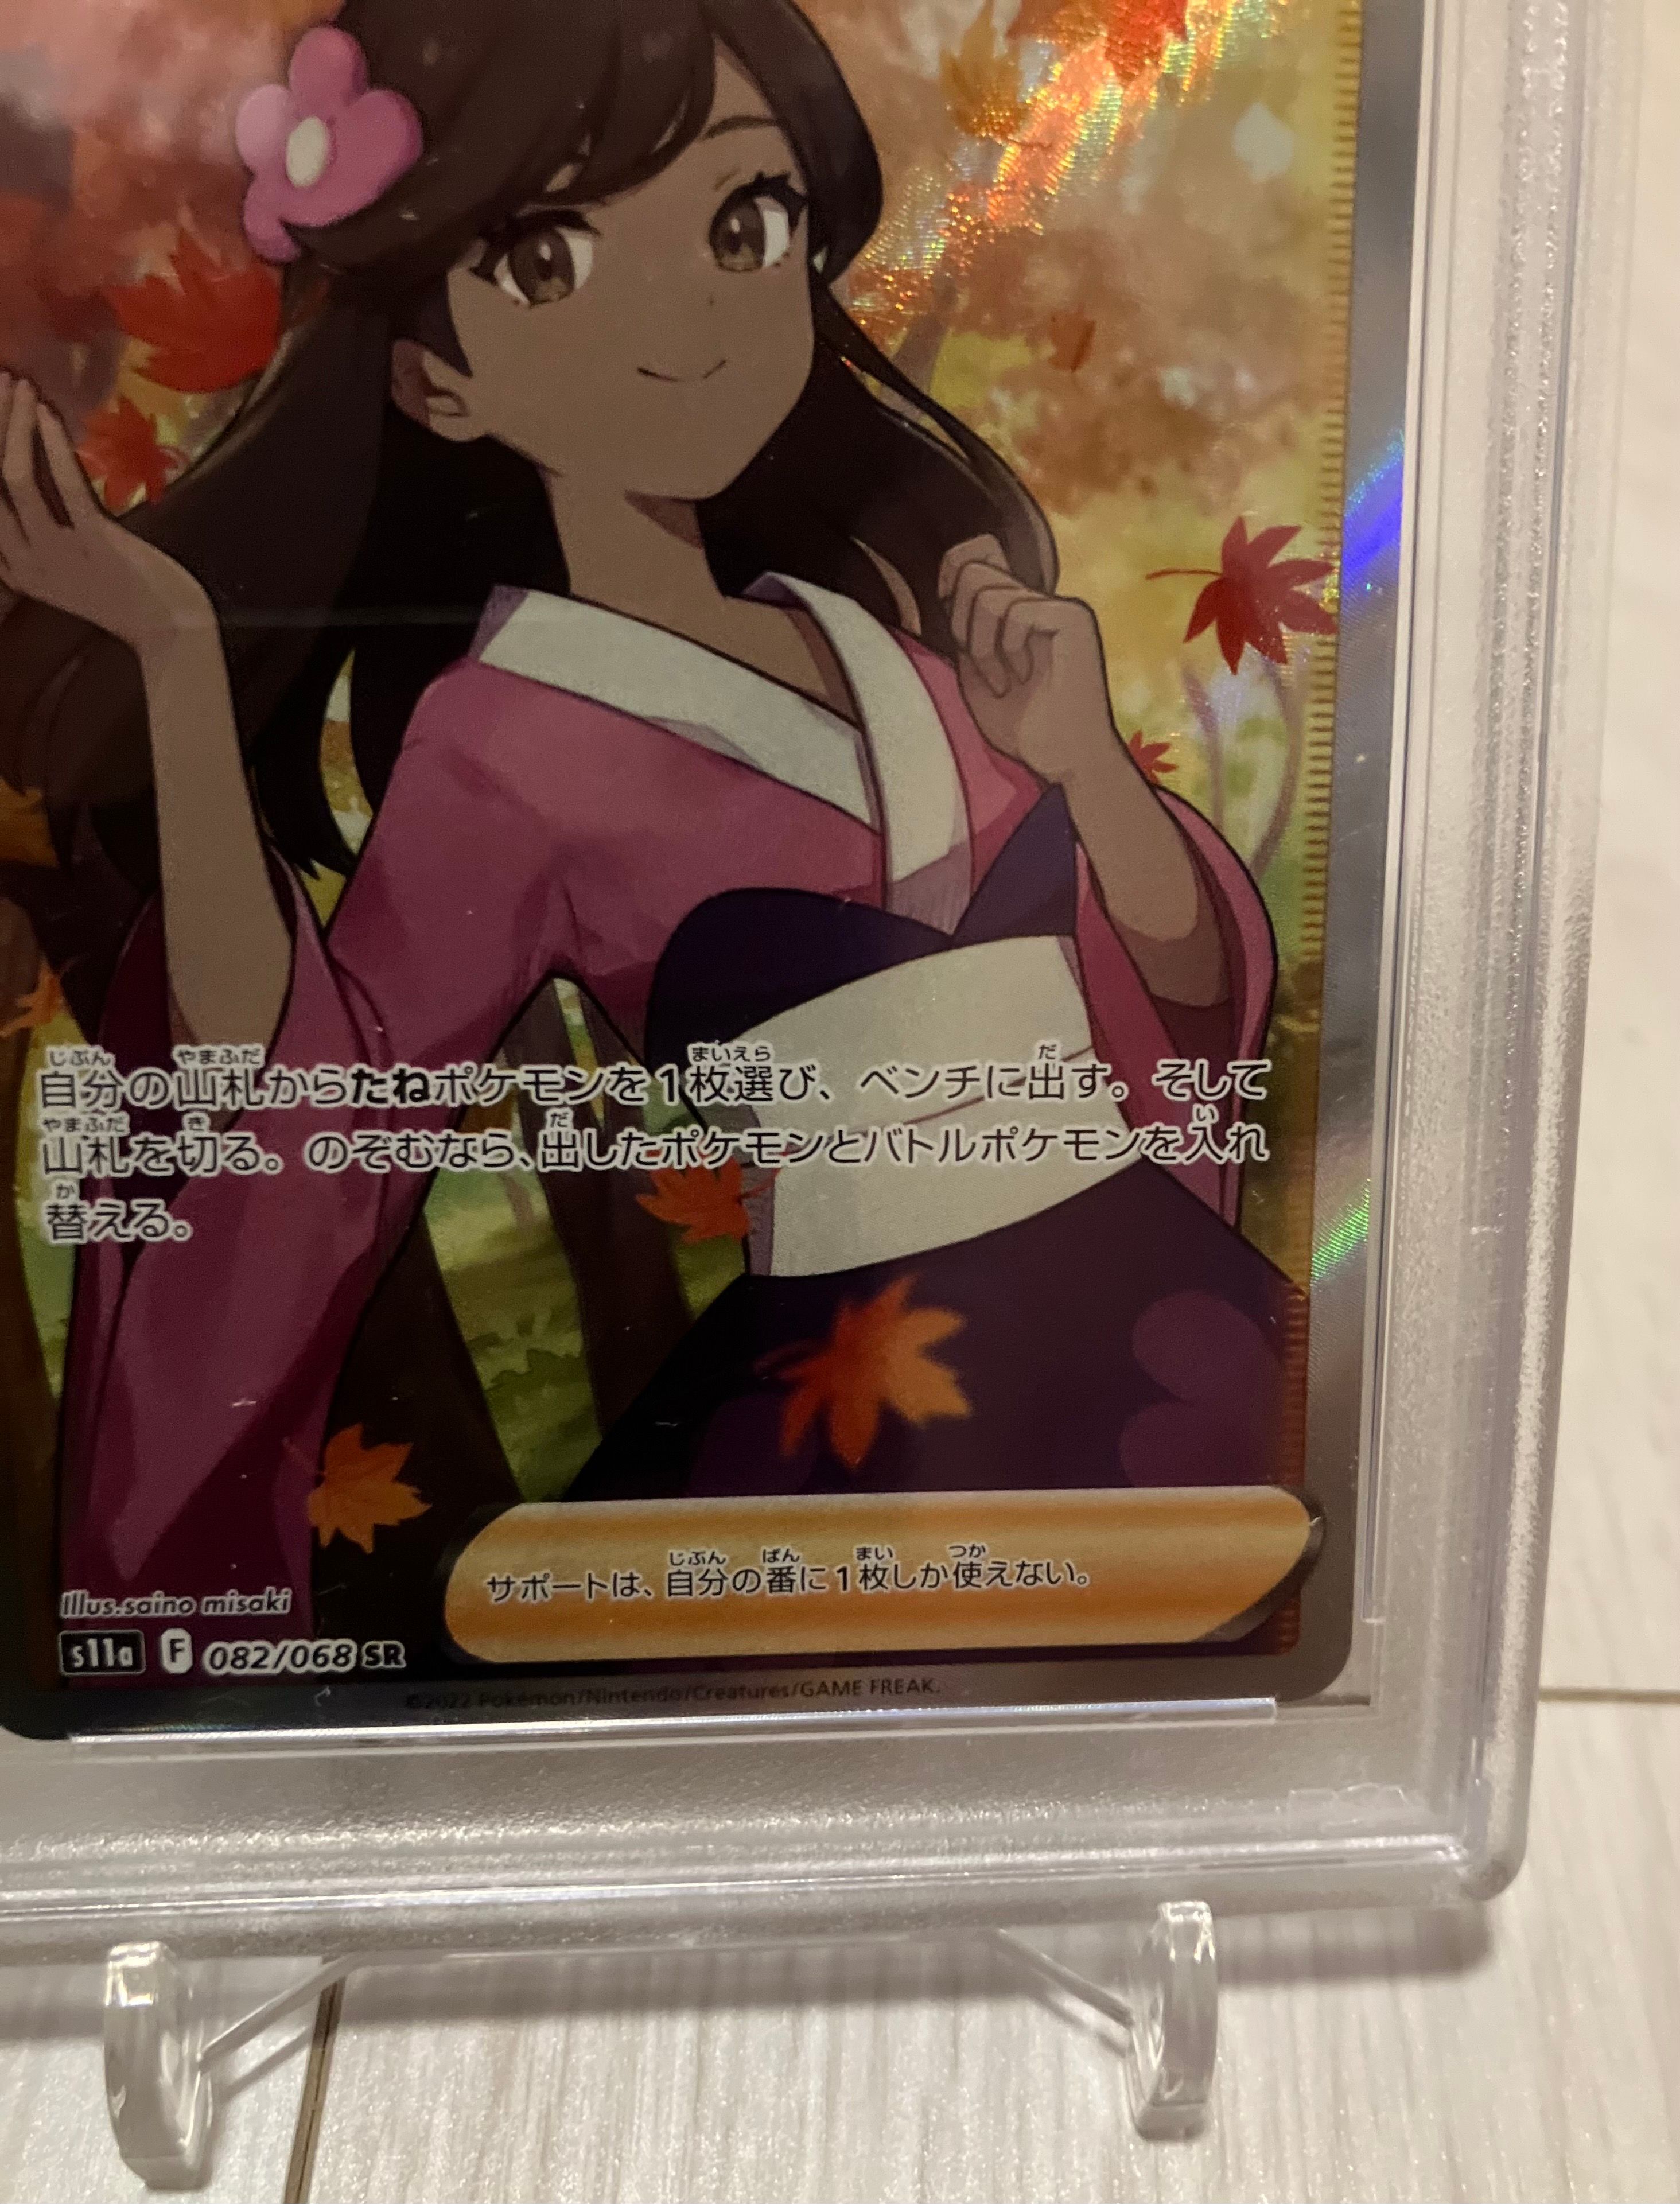 自分の山札からたねポケモンを1枚選び、ベンチに出す。そして
山札を切る。のぞむなら、出したポケモンとバトルポケモンを入れ
替える。
サポートは、自分の番に1枚しか使えない。
Illus.saino misaki
s11a F 082/068 SR
©2022 Pokémon/Nintendo/Creatures/GAME FREAK.